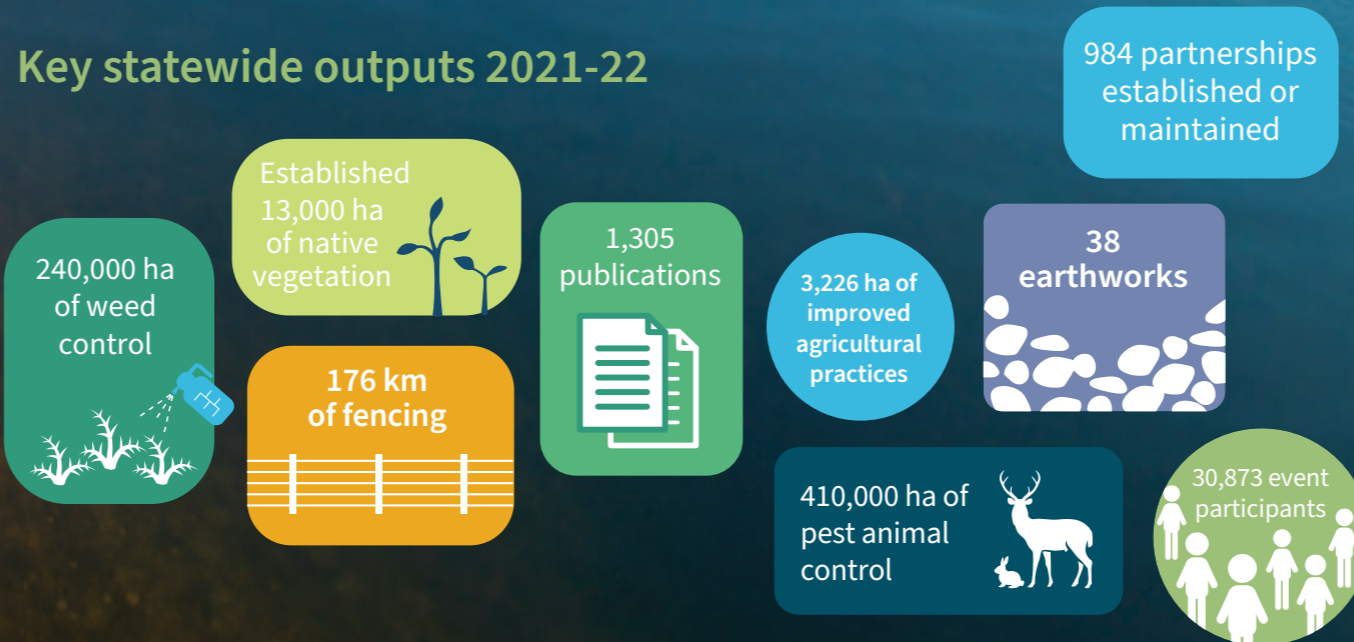 Key statewide outputs 2021-22
984 partnerships
established or
maintained
Established
13,000 ha
of native
vegetation
240,000 ha
of weed
control
176 km
of fencing
1,305
publications
3,226 ha of
improved
agricultural
practices
38
earthworks
410,000 ha of
pest animal
control
30,873 event
participants